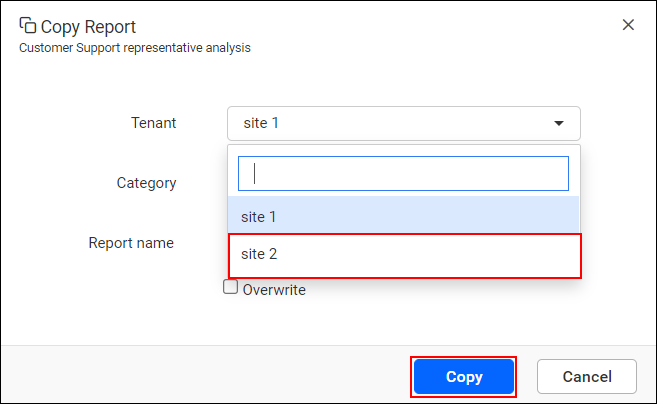 Copy Report
Customer Support representative analysis
Tenant
site 1
Category
site 1
Report name
site 2
Overwrite
Copy
Cancel